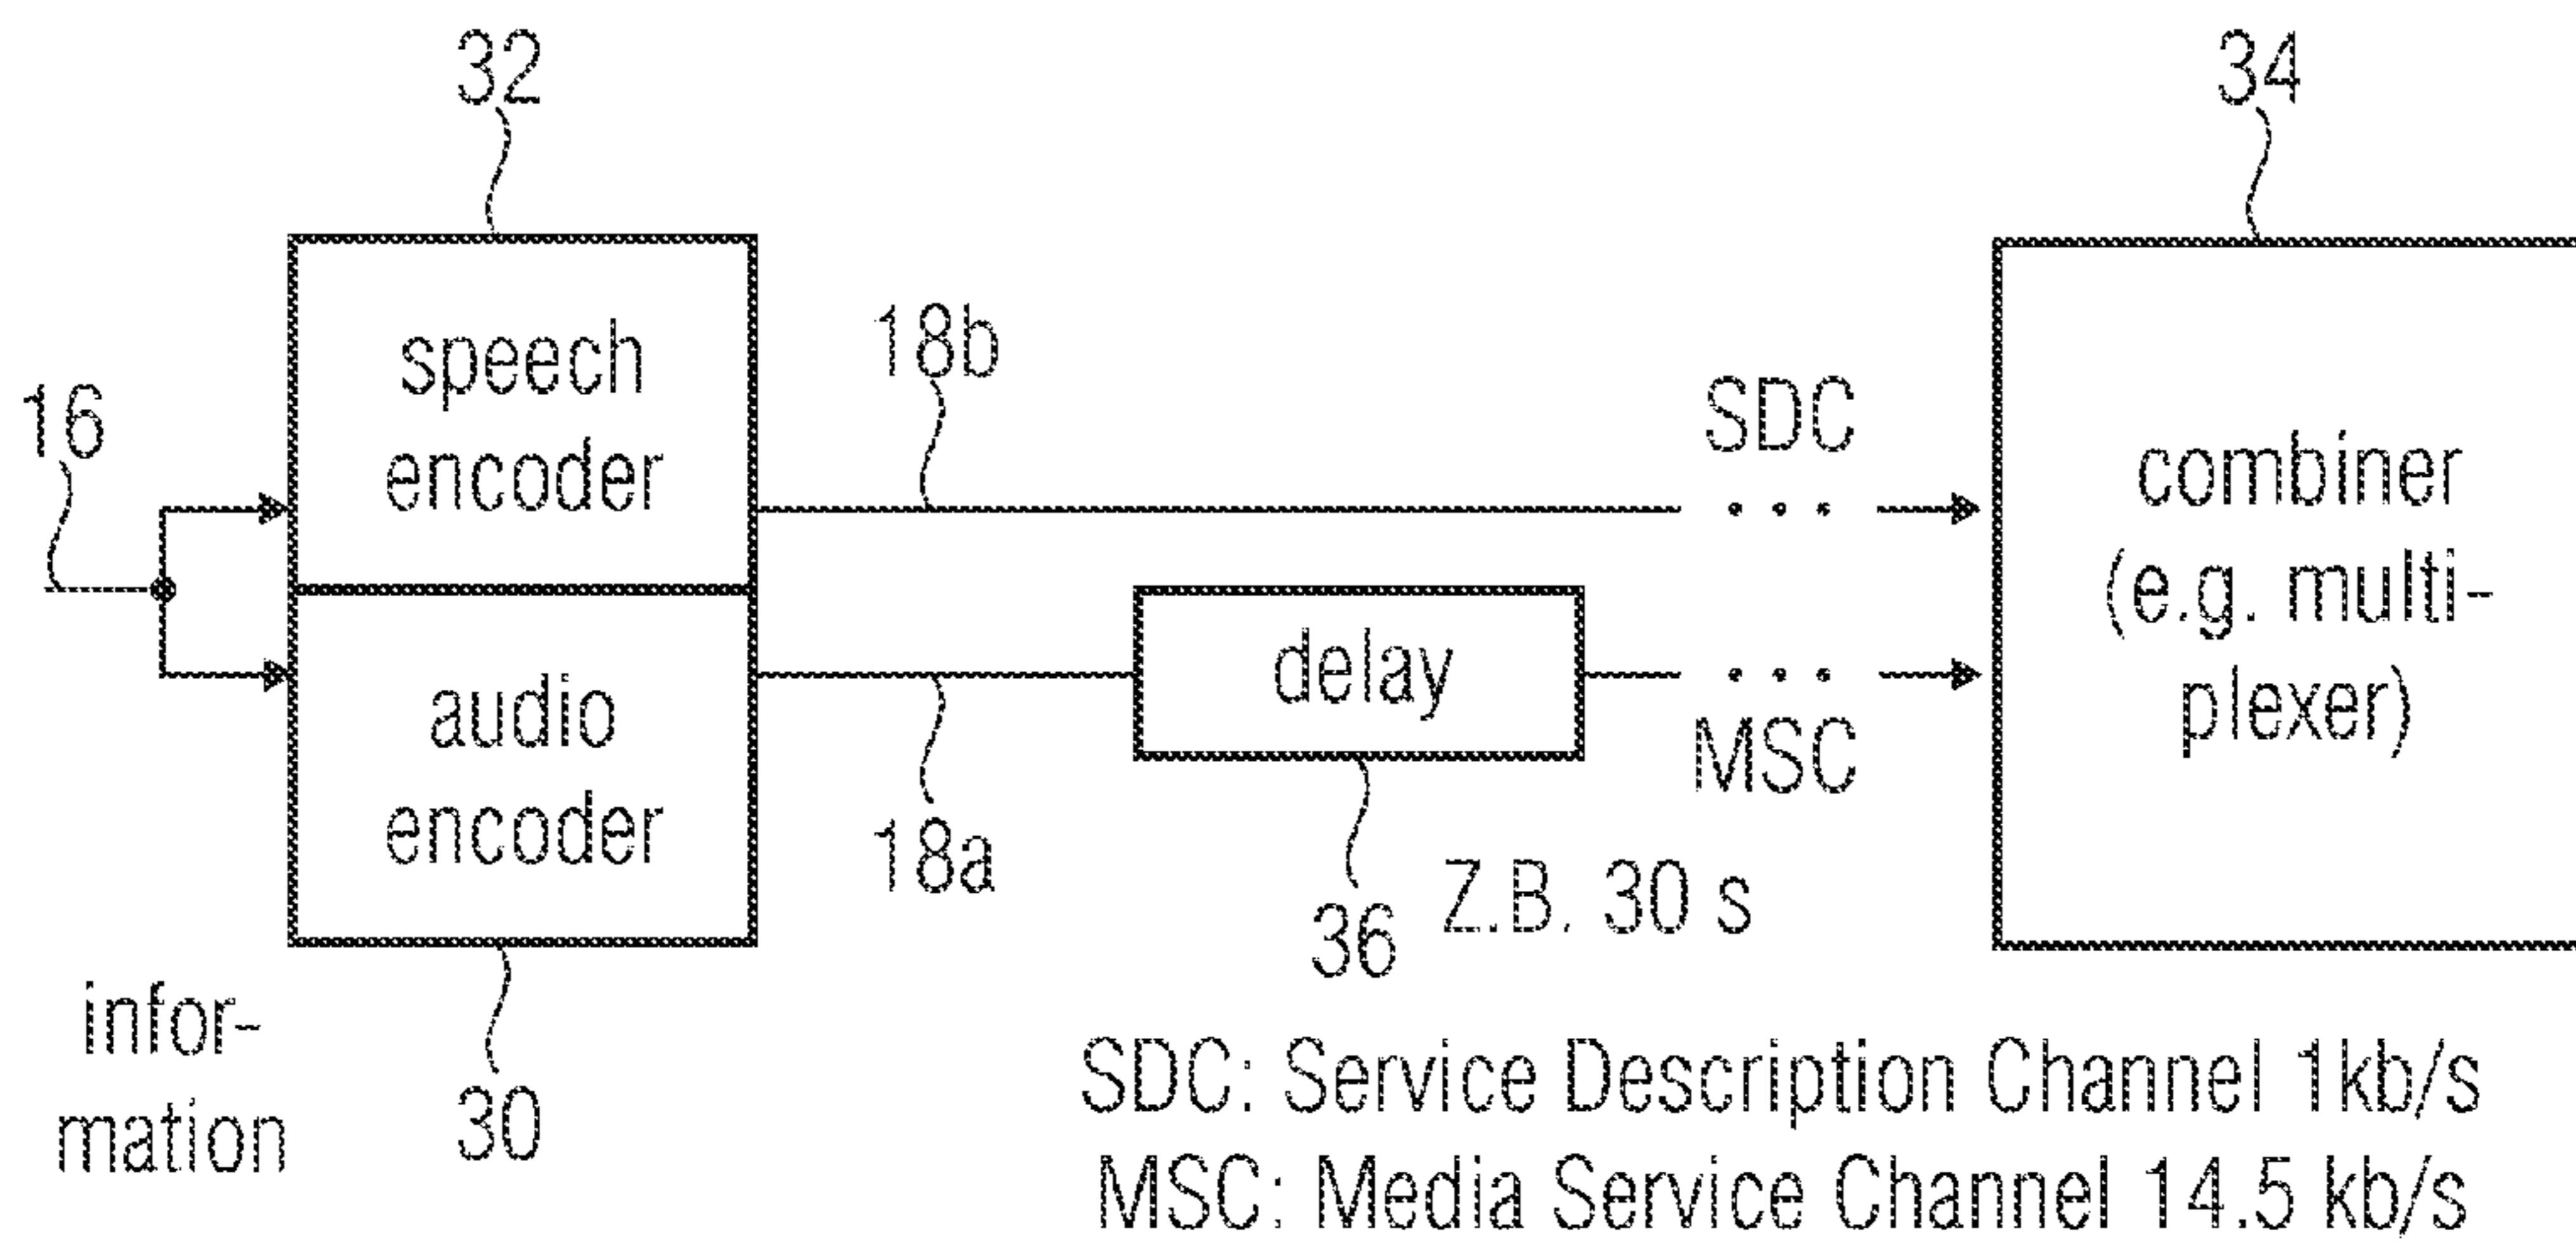 32
34
16
speech
encoder
18b
SDC
...
combiner
(e.g. multi-
plexer)
audio
encoder
delay
...
MSC
18a
36
Z.B. 30 s
infor-
mation
30
SDC: Service Description Channel 1kb/s
MSC: Media Service Channel 14.5 kb/s